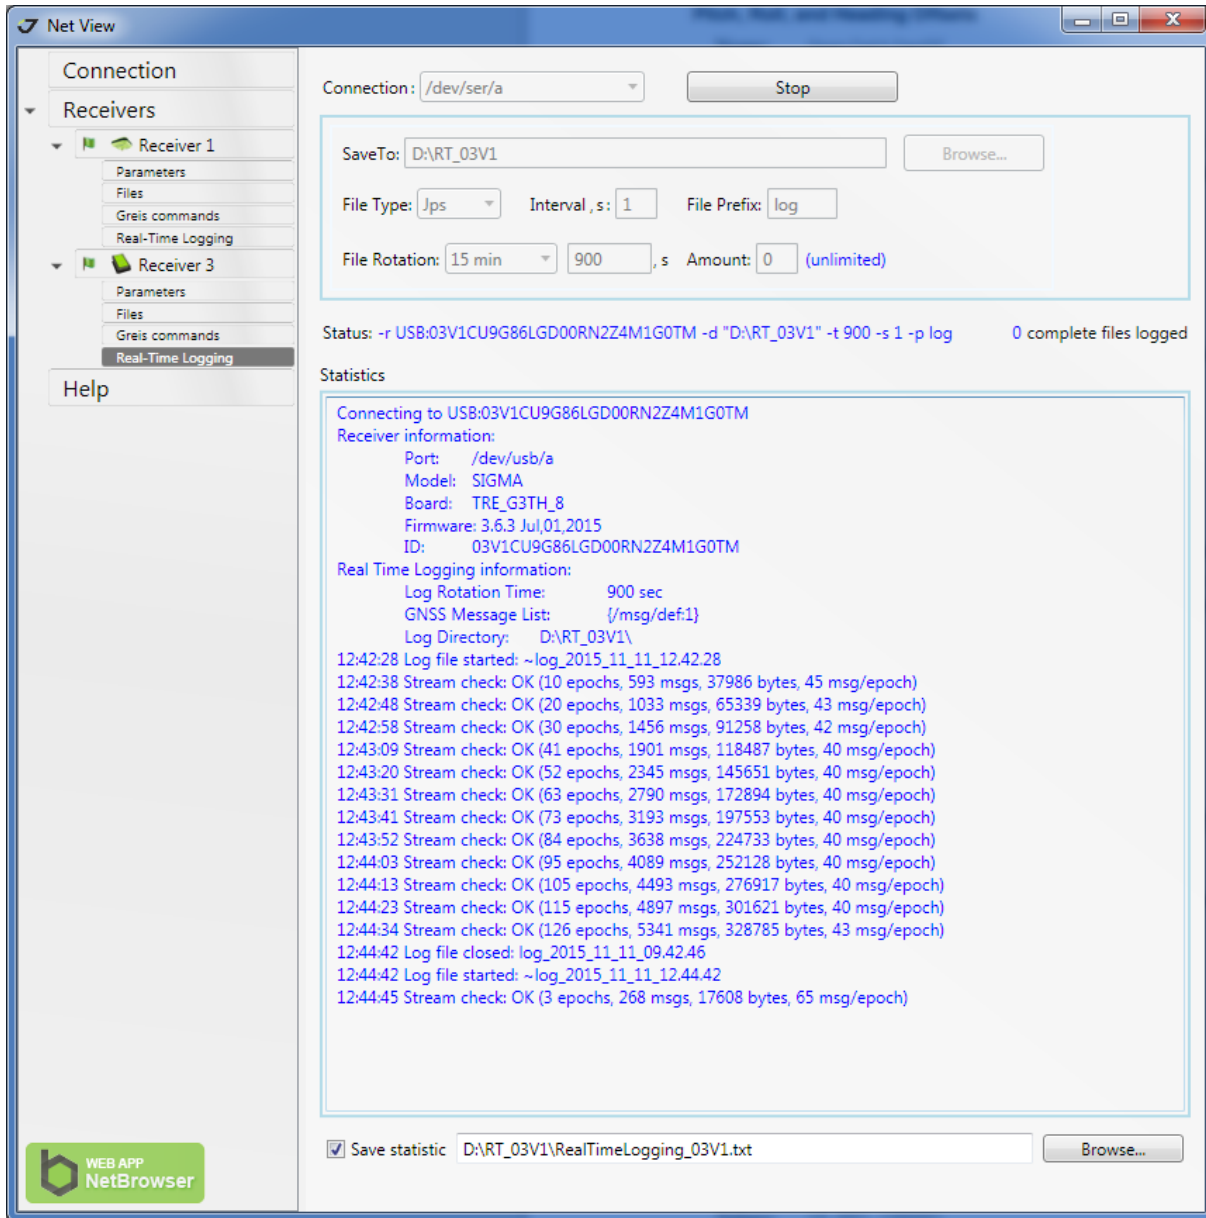 Net View
Connection
Receivers
Receiver 1
Parameters
Files
Greis commands
Real-Time Logging
Receiver 3
Parameters
Files
Greis commands
Real-Time Logging
Help
WEB APP
NetBrowser
Connection: /dev/ser/a Stop
SaveTo: D:\RT_03V1 Browse...
File Type: Jps Interval ,s: 1 File Prefix: log
File Rotation: 15 min 900 , s Amount: 0 (unlimited)
Status: -r USB:03V1CU9G86LGD00RN2Z4M1G0TM -d "D:\RT_03V1" -t 900 -s 1 -p log 0 complete files logged
Statistics
Connecting to USB:03V1CU9G86LGD00RN2Z4M1G0TM
Receiver information:
Port: /dev/usb/a
Model: SIGMA
Board: TRE_G3TH_8
Firmware: 3.6.3 Jul,01,2015
ID: 03V1CU9G86LGD00RN2Z4M1G0TM
Real Time Logging information:
Log Rotation Time: 900 sec
GNSS Message List: {/msg/def:1}
Log Directory: D:\RT_03V1\
12:42:28 Log file started: ~log_2015_11_11_12.42.28
12:42:38 Stream check: OK (10 epochs, 593 msgs, 37986 bytes, 45 msg/epoch)
12:42:48 Stream check: OK (20 epochs, 1033 msgs, 65339 bytes, 43 msg/epoch)
12:42:58 Stream check: OK (30 epochs, 1456 msgs, 91258 bytes, 42 msg/epoch)
12:43:09 Stream check: OK (41 epochs, 1901 msgs, 118487 bytes, 40 msg/epoch)
12:43:20 Stream check: OK (52 epochs, 2345 msgs, 145651 bytes, 40 msg/epoch)
12:43:31 Stream check: OK (63 epochs, 2790 msgs, 172894 bytes, 40 msg/epoch)
12:43:41 Stream check: OK (73 epochs, 3193 msgs, 197553 bytes, 40 msg/epoch)
12:43:52 Stream check: OK (84 epochs, 3638 msgs, 224733 bytes, 40 msg/epoch)
12:44:03 Stream check: OK (95 epochs, 4089 msgs, 252128 bytes, 40 msg/epoch)
12:44:13 Stream check: OK (105 epochs, 4493 msgs, 276917 bytes, 40 msg/epoch)
12:44:23 Stream check: OK (115 epochs, 4897 msgs, 301621 bytes, 40 msg/epoch)
12:44:34 Stream check: OK (126 epochs, 5341 msgs, 328785 bytes, 43 msg/epoch)
12:44:42 Log file closed: log_2015_11_11_09.42.46
12:44:42 Log file started: ~log_2015_11_11_12.44.42
12:44:45 Stream check: OK (3 epochs, 268 msgs, 17608 bytes, 65 msg/epoch)
Save statistic D:\RT_03V1\RealTimeLogging_03V1.txt Browse...